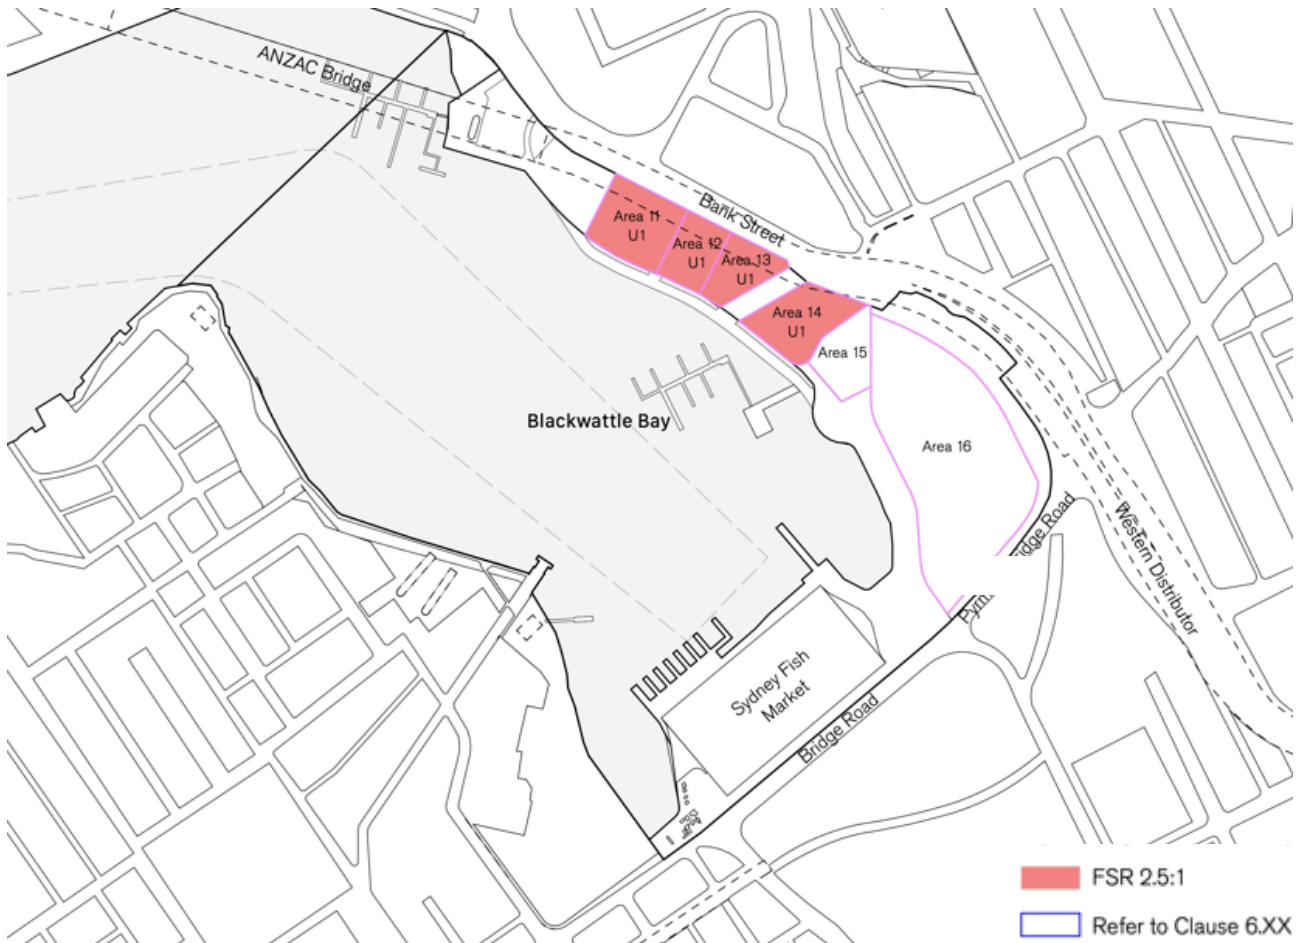 ANZAC Bridge
Bank Street
Area 11
U1
Area 12
U1
Area 13
U1
Area 14
U1
Area 15
Area 16
Blackwattle Bay
Western Distributor
Sydney Fish
Market
Bridge Road
FSR 2.5:1
Refer to Clause 6.XX